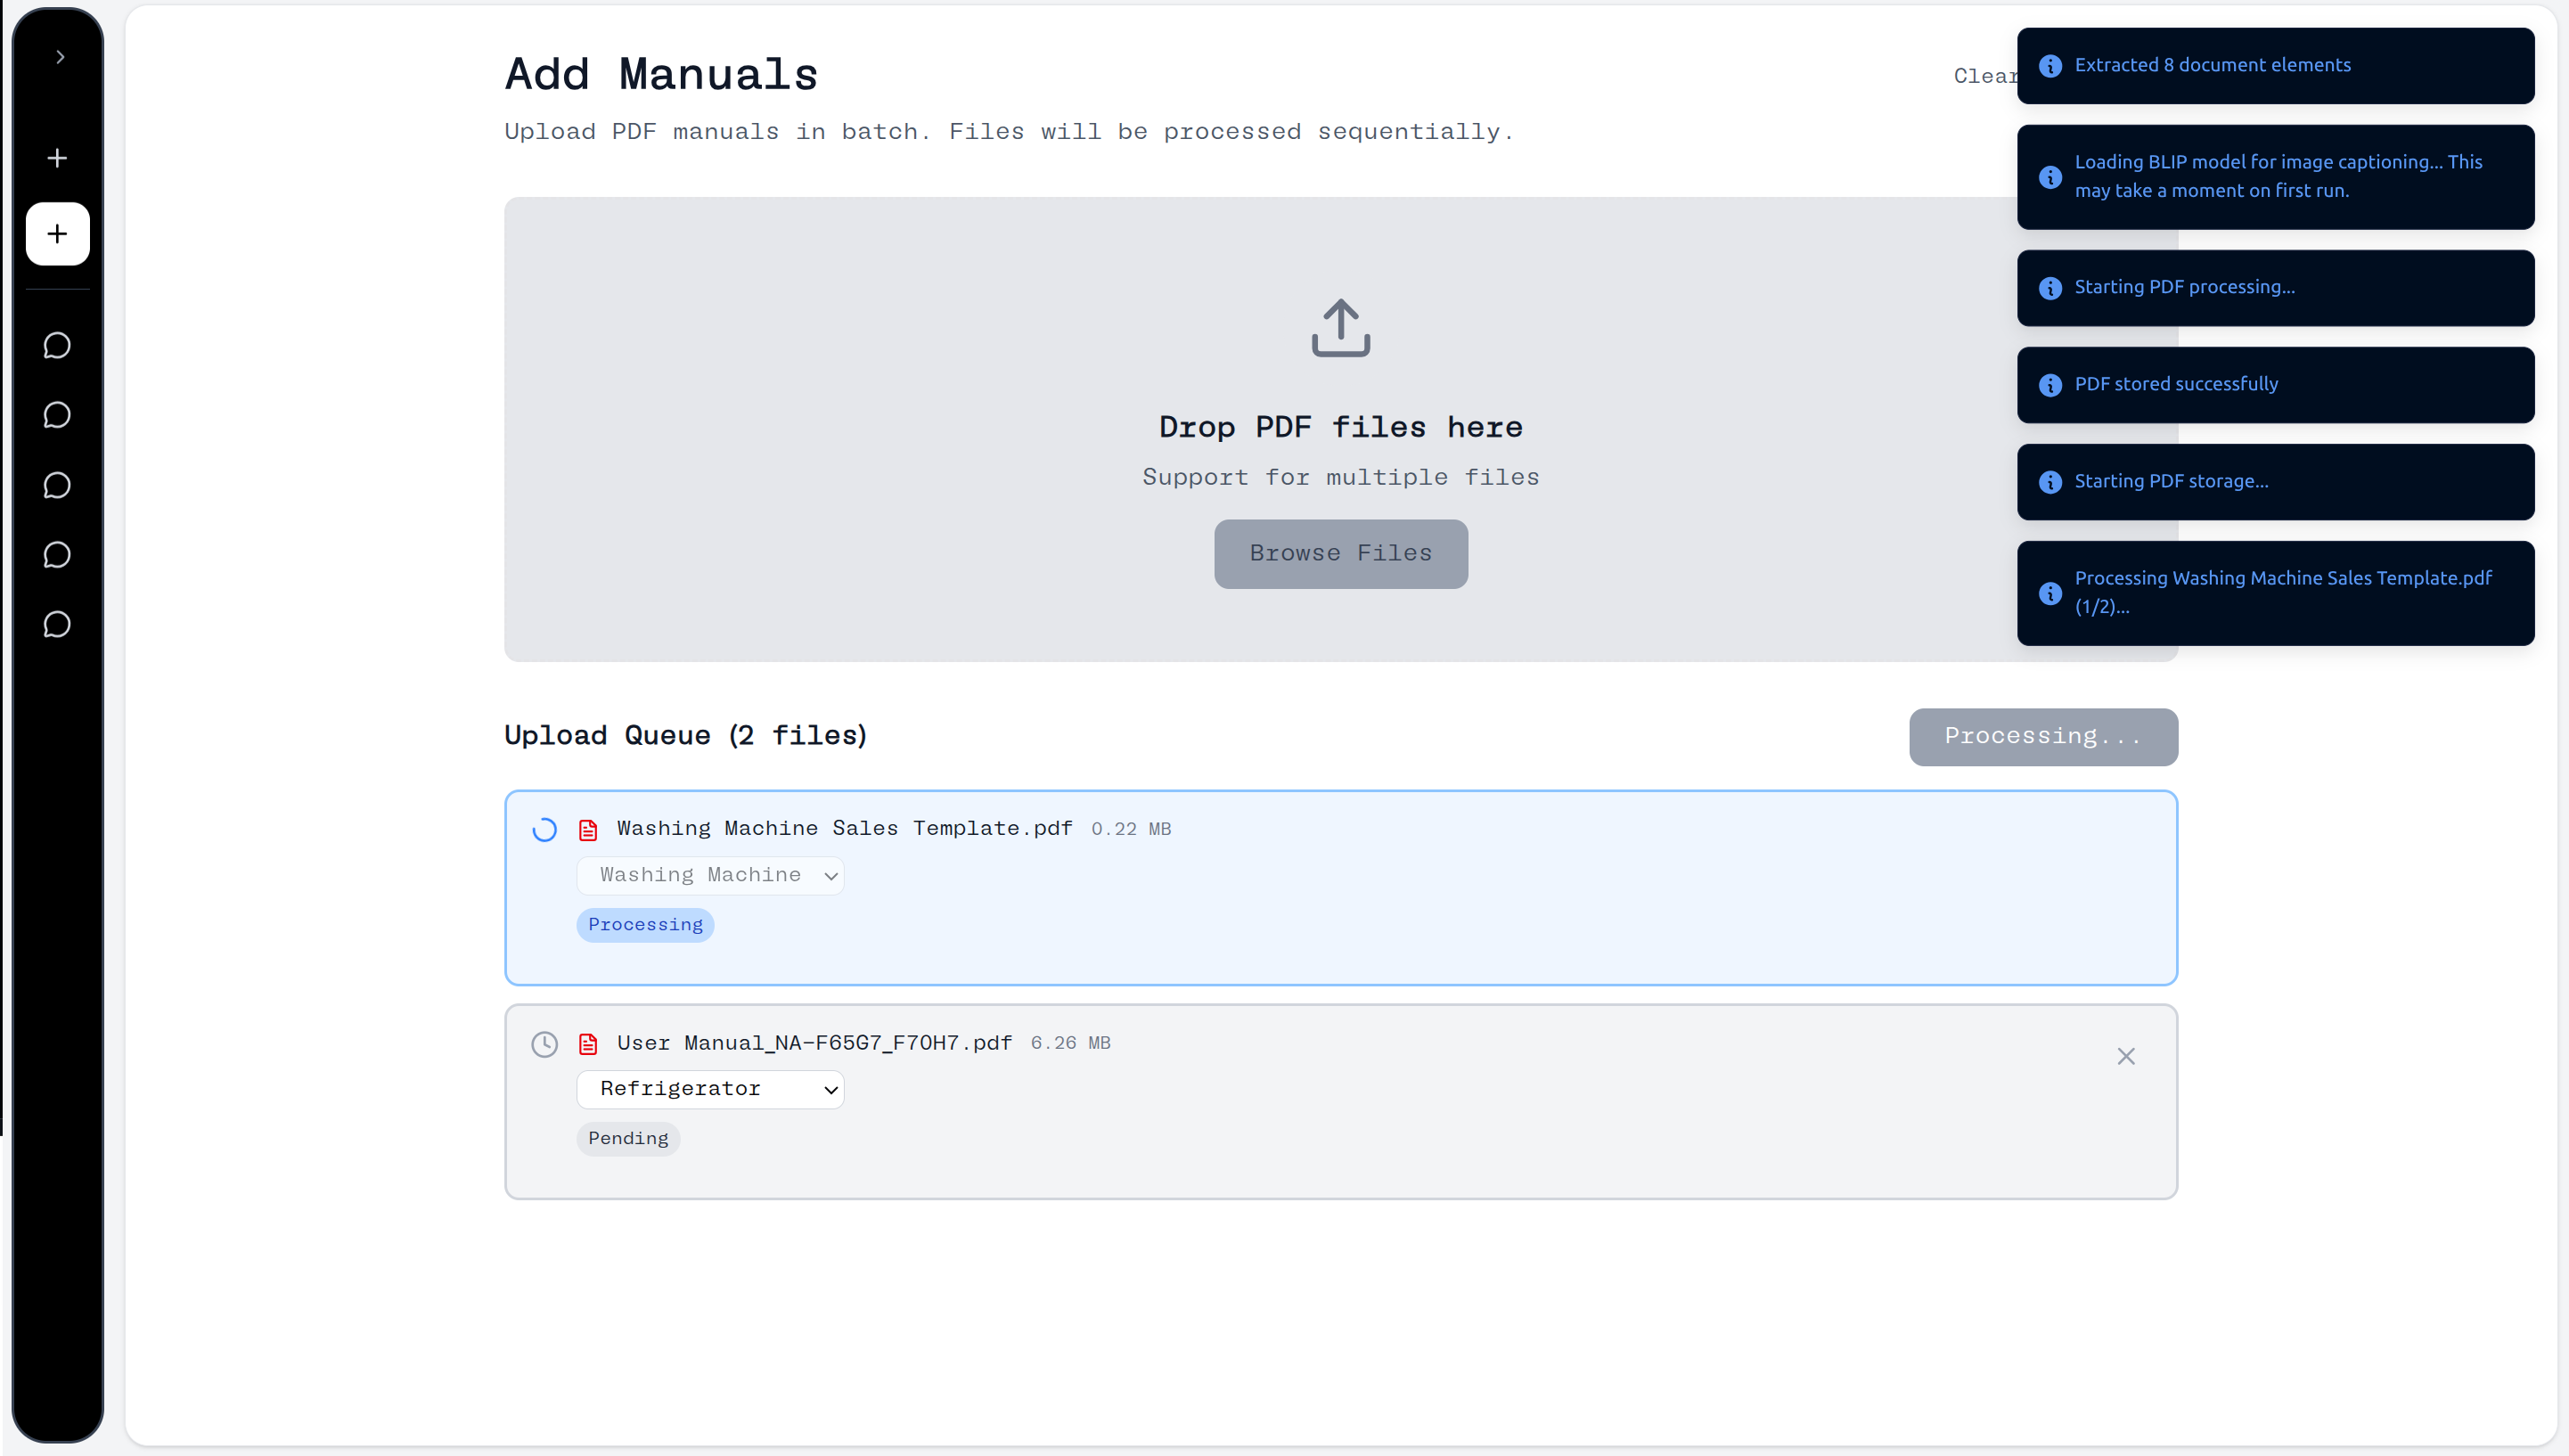 Add Manuals
Clear
Upload PDF manuals in batch. Files will be processed sequentially.
Drop PDF files here
Support for multiple files
Browse Files
Extracted 8 document elements
Loading BLIP model for image captioning... This
may take a moment on first run.
Starting PDF processing...
PDF stored successfully
Starting PDF storage...
Processing Washing Machine Sales Template.pdf
(1/2)...
Upload Queue (2 files)
Processing...
Washing Machine Sales Template.pdf 0.22 MB
Washing Machine
Processing
User Manual_NA-F65G7_F70H7.pdf 6.26 MB
Refrigerator
Pending